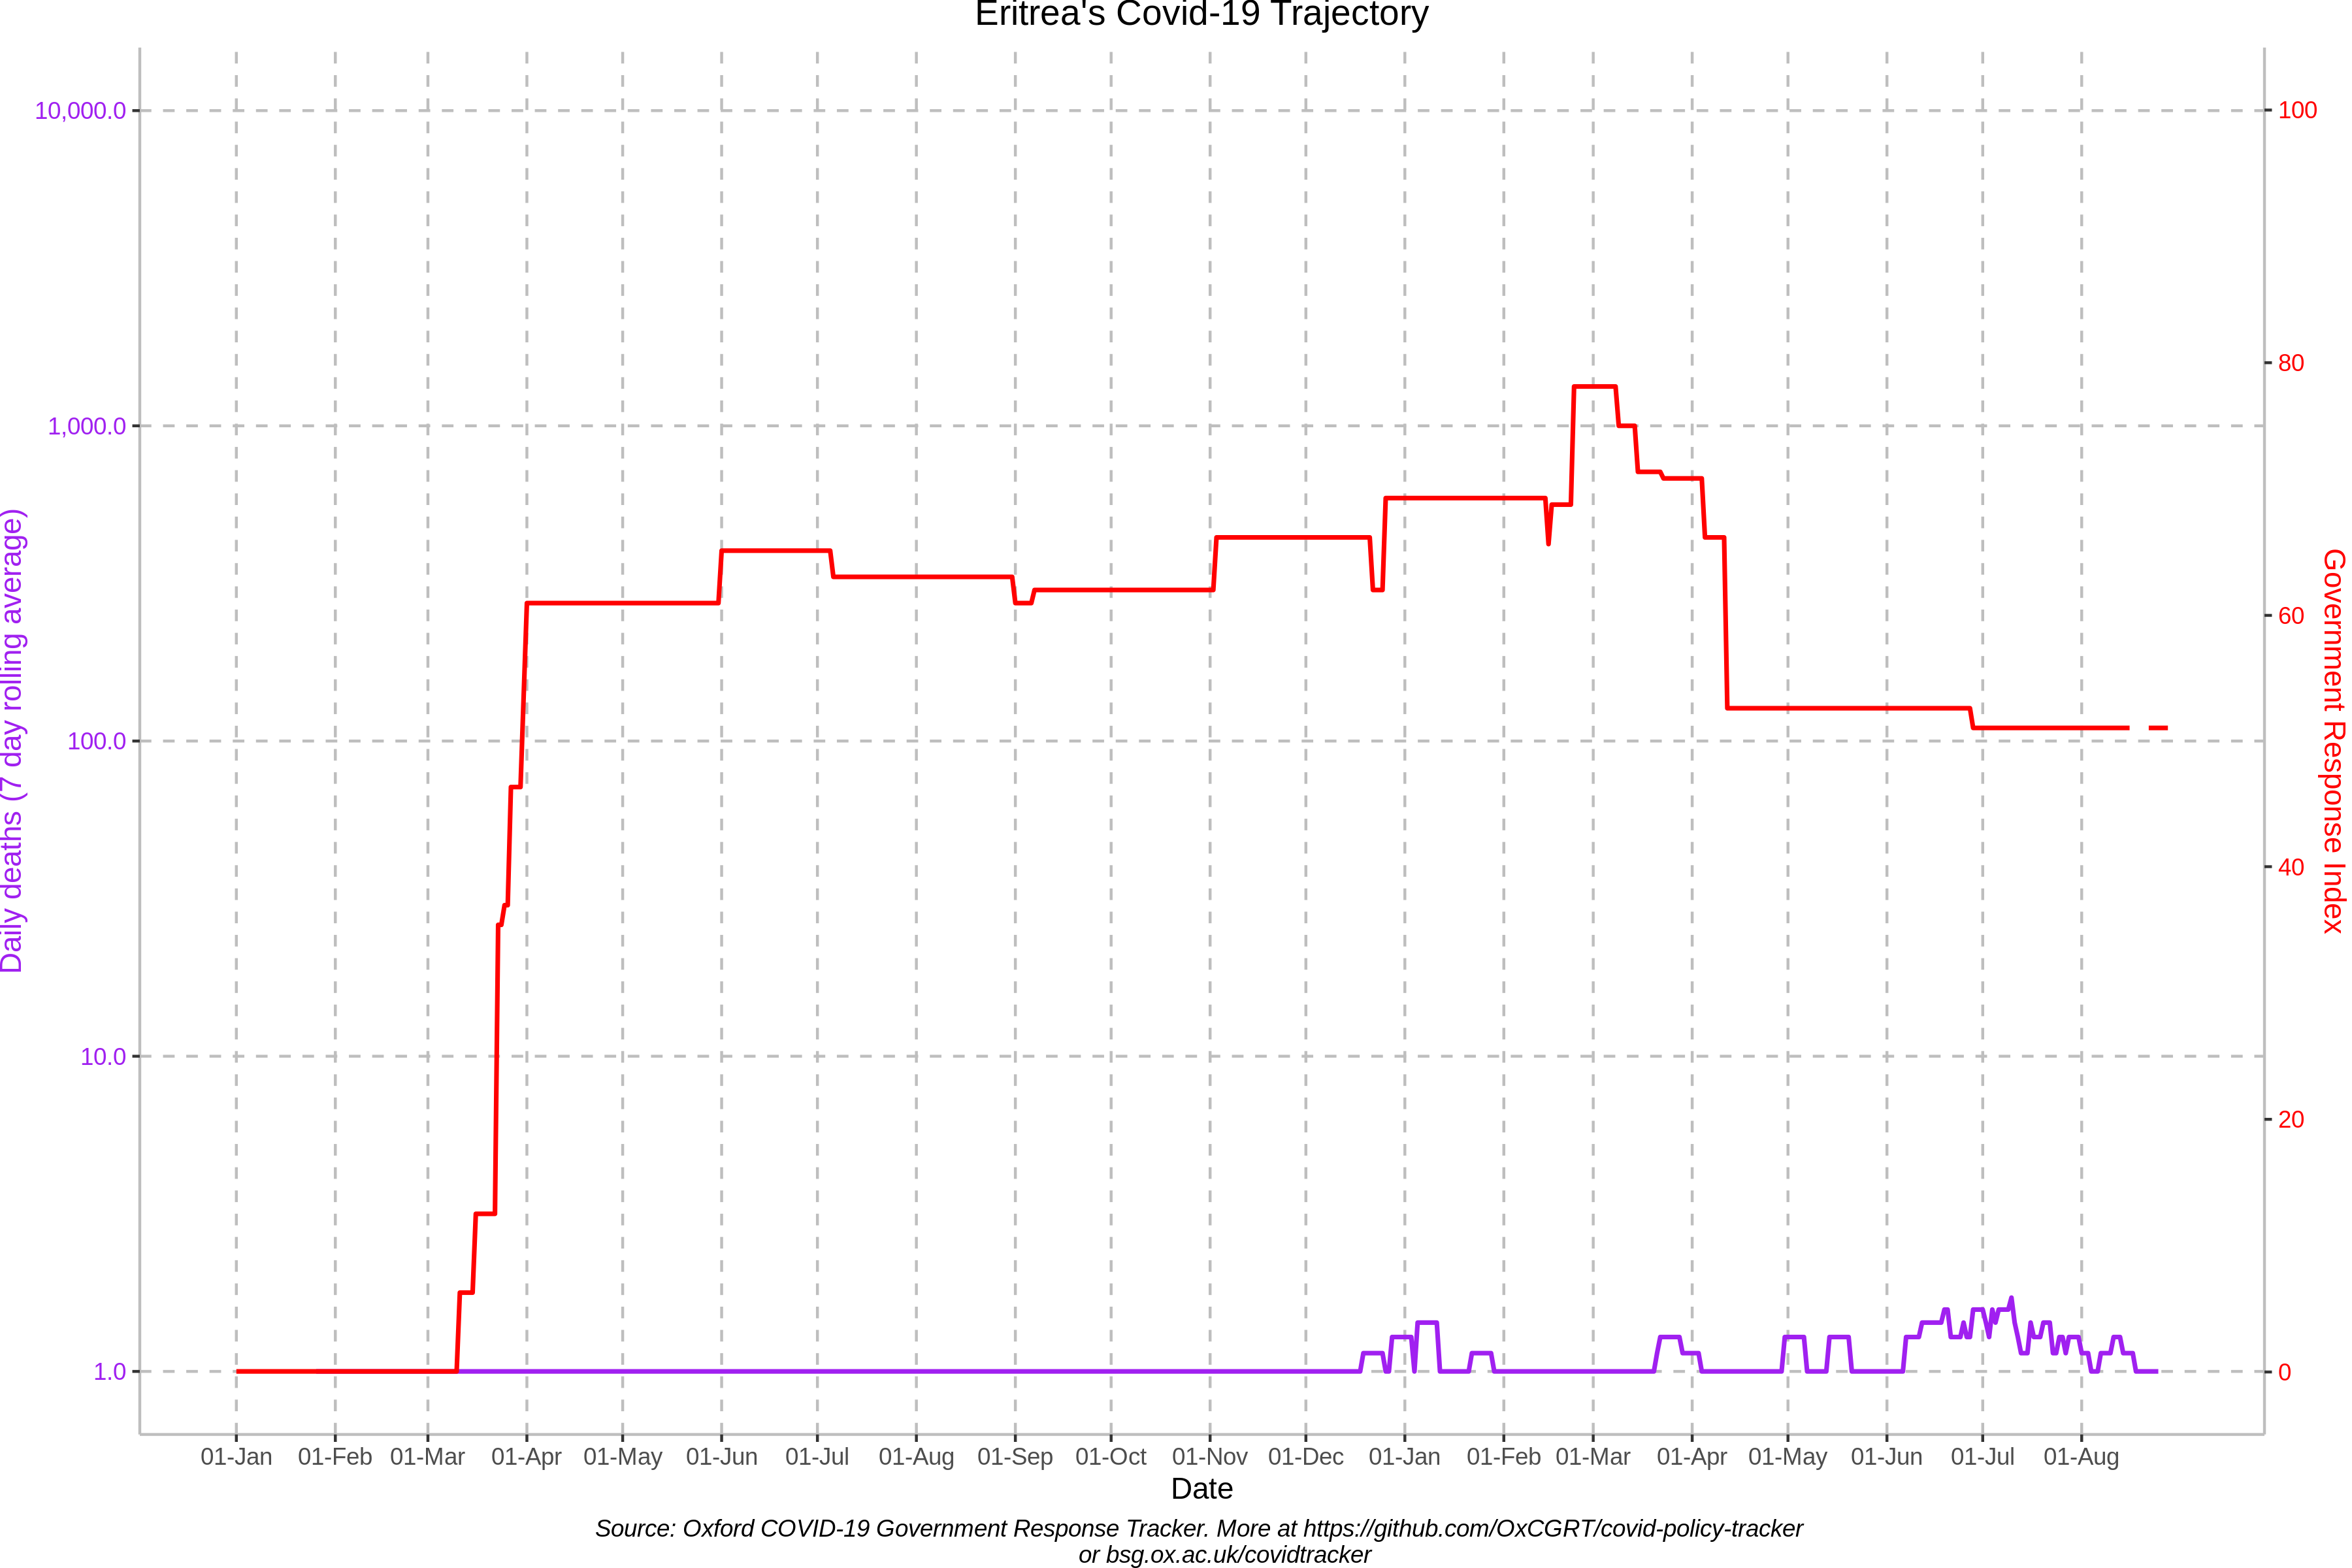 Eritrea's Covid-19 Trajectory
10,000.0
1,000.0
100.0
10.0
1.0
Daily deaths (7 day rolling average)
100
80
60
40
20
0
Government Response Index
01-Jan 01-Feb 01-Mar 01-Apr 01-May 01-Jun 01-Jul 01-Aug 01-Sep 01-Oct 01-Nov 01-Dec 01-Jan 01-Feb 01-Mar 01-Apr 01-May 01-Jun 01-Jul 01-Aug
Date
Source: Oxford COVID-19 Government Response Tracker. More at https://github.com/OxCGRT/covid-policy-tracker
or bsg.ox.ac.uk/covidtracker